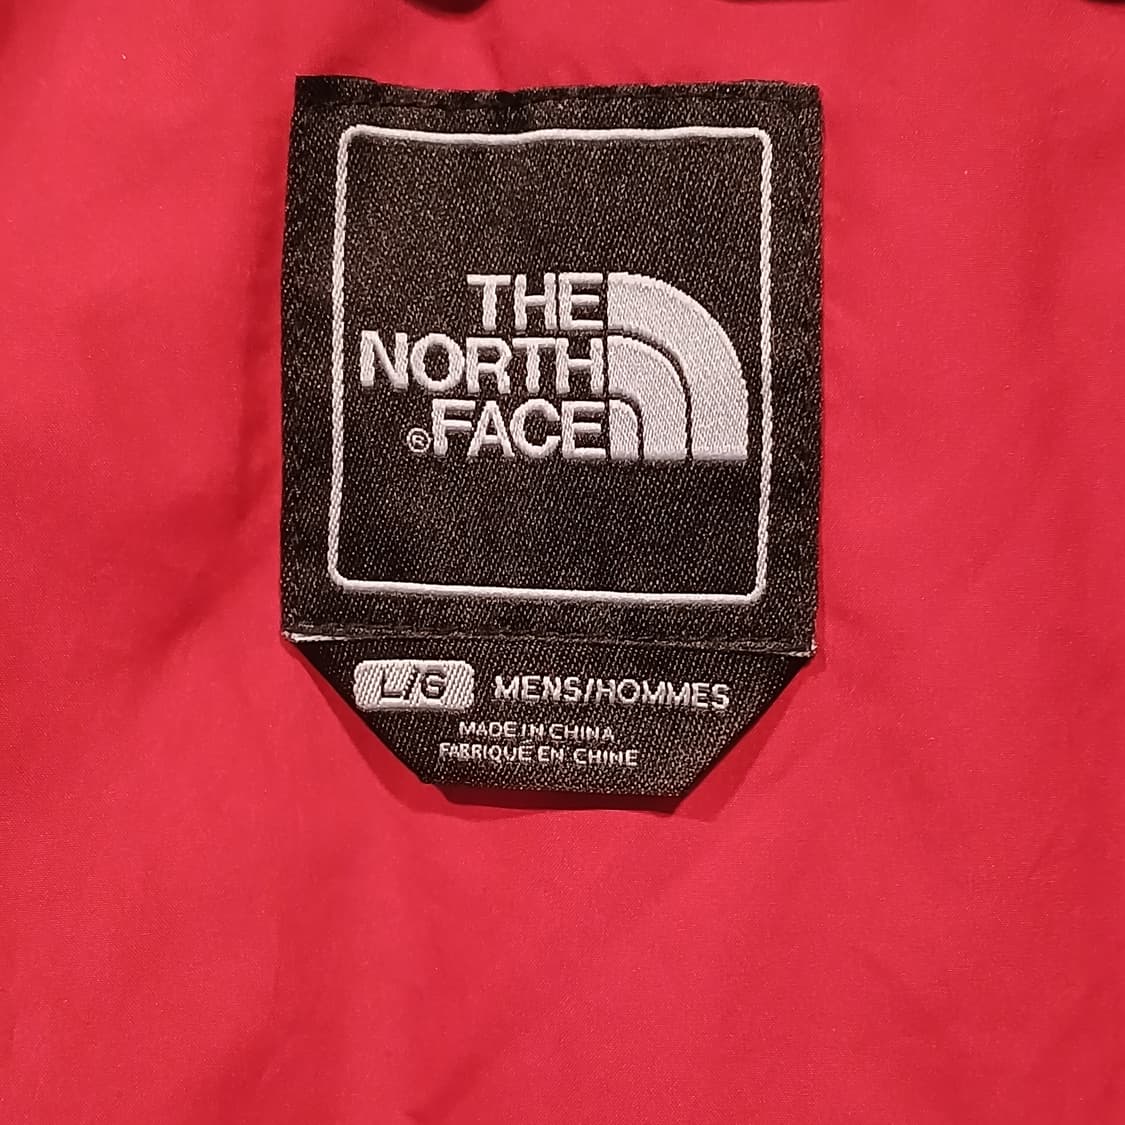 THE
NORTH
®FACE
L/G MENS/HOMMES
MADE IN CHINA
FABRIQUE EN CHINE